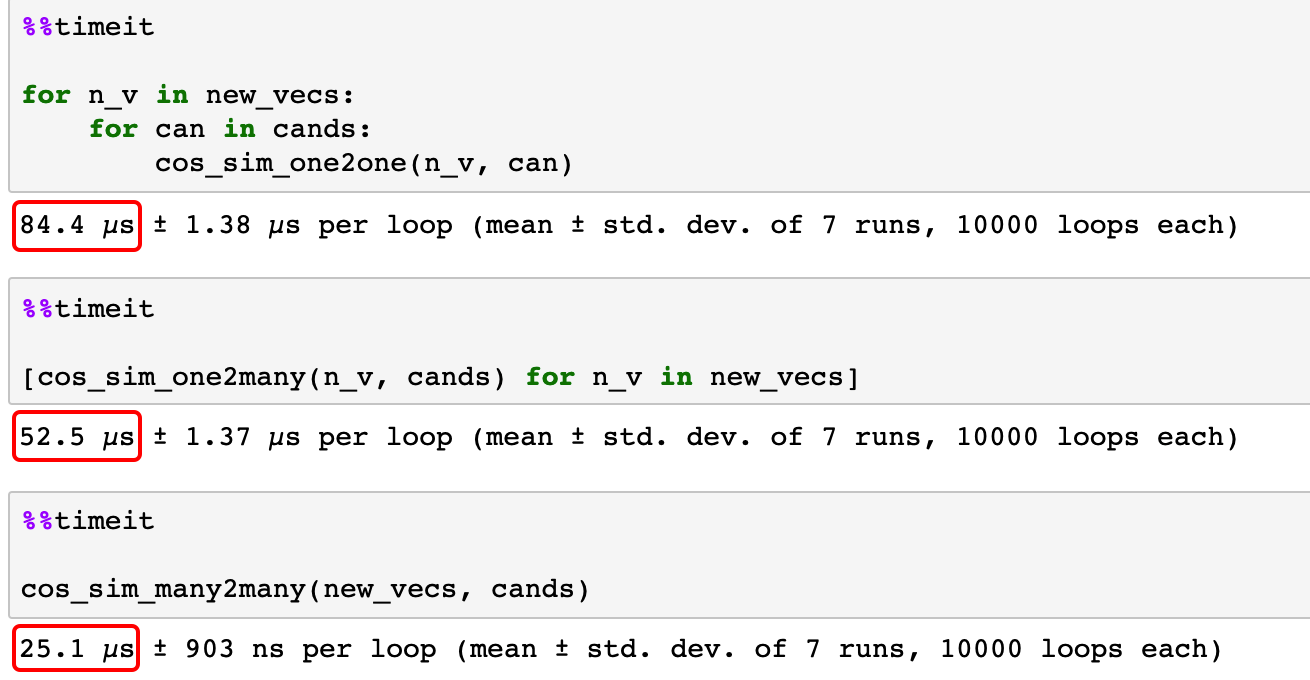 %%timeit
for n_v in new_vecs:
    for can in cands:
        cos_sim_one2one(n_v, can)
84.4 µs ± 1.38 µs per loop (mean ± std. dev. of 7 runs, 10000 loops each)
%%timeit
[cos_sim_one2many(n_v, cands) for n_v in new_vecs]
52.5 µs ± 1.37 µs per loop (mean ± std. dev. of 7 runs, 10000 loops each)
%%timeit
cos_sim_many2many(new_vecs, cands)
25.1 µs ± 903 ns per loop (mean ± std. dev. of 7 runs, 10000 loops each)